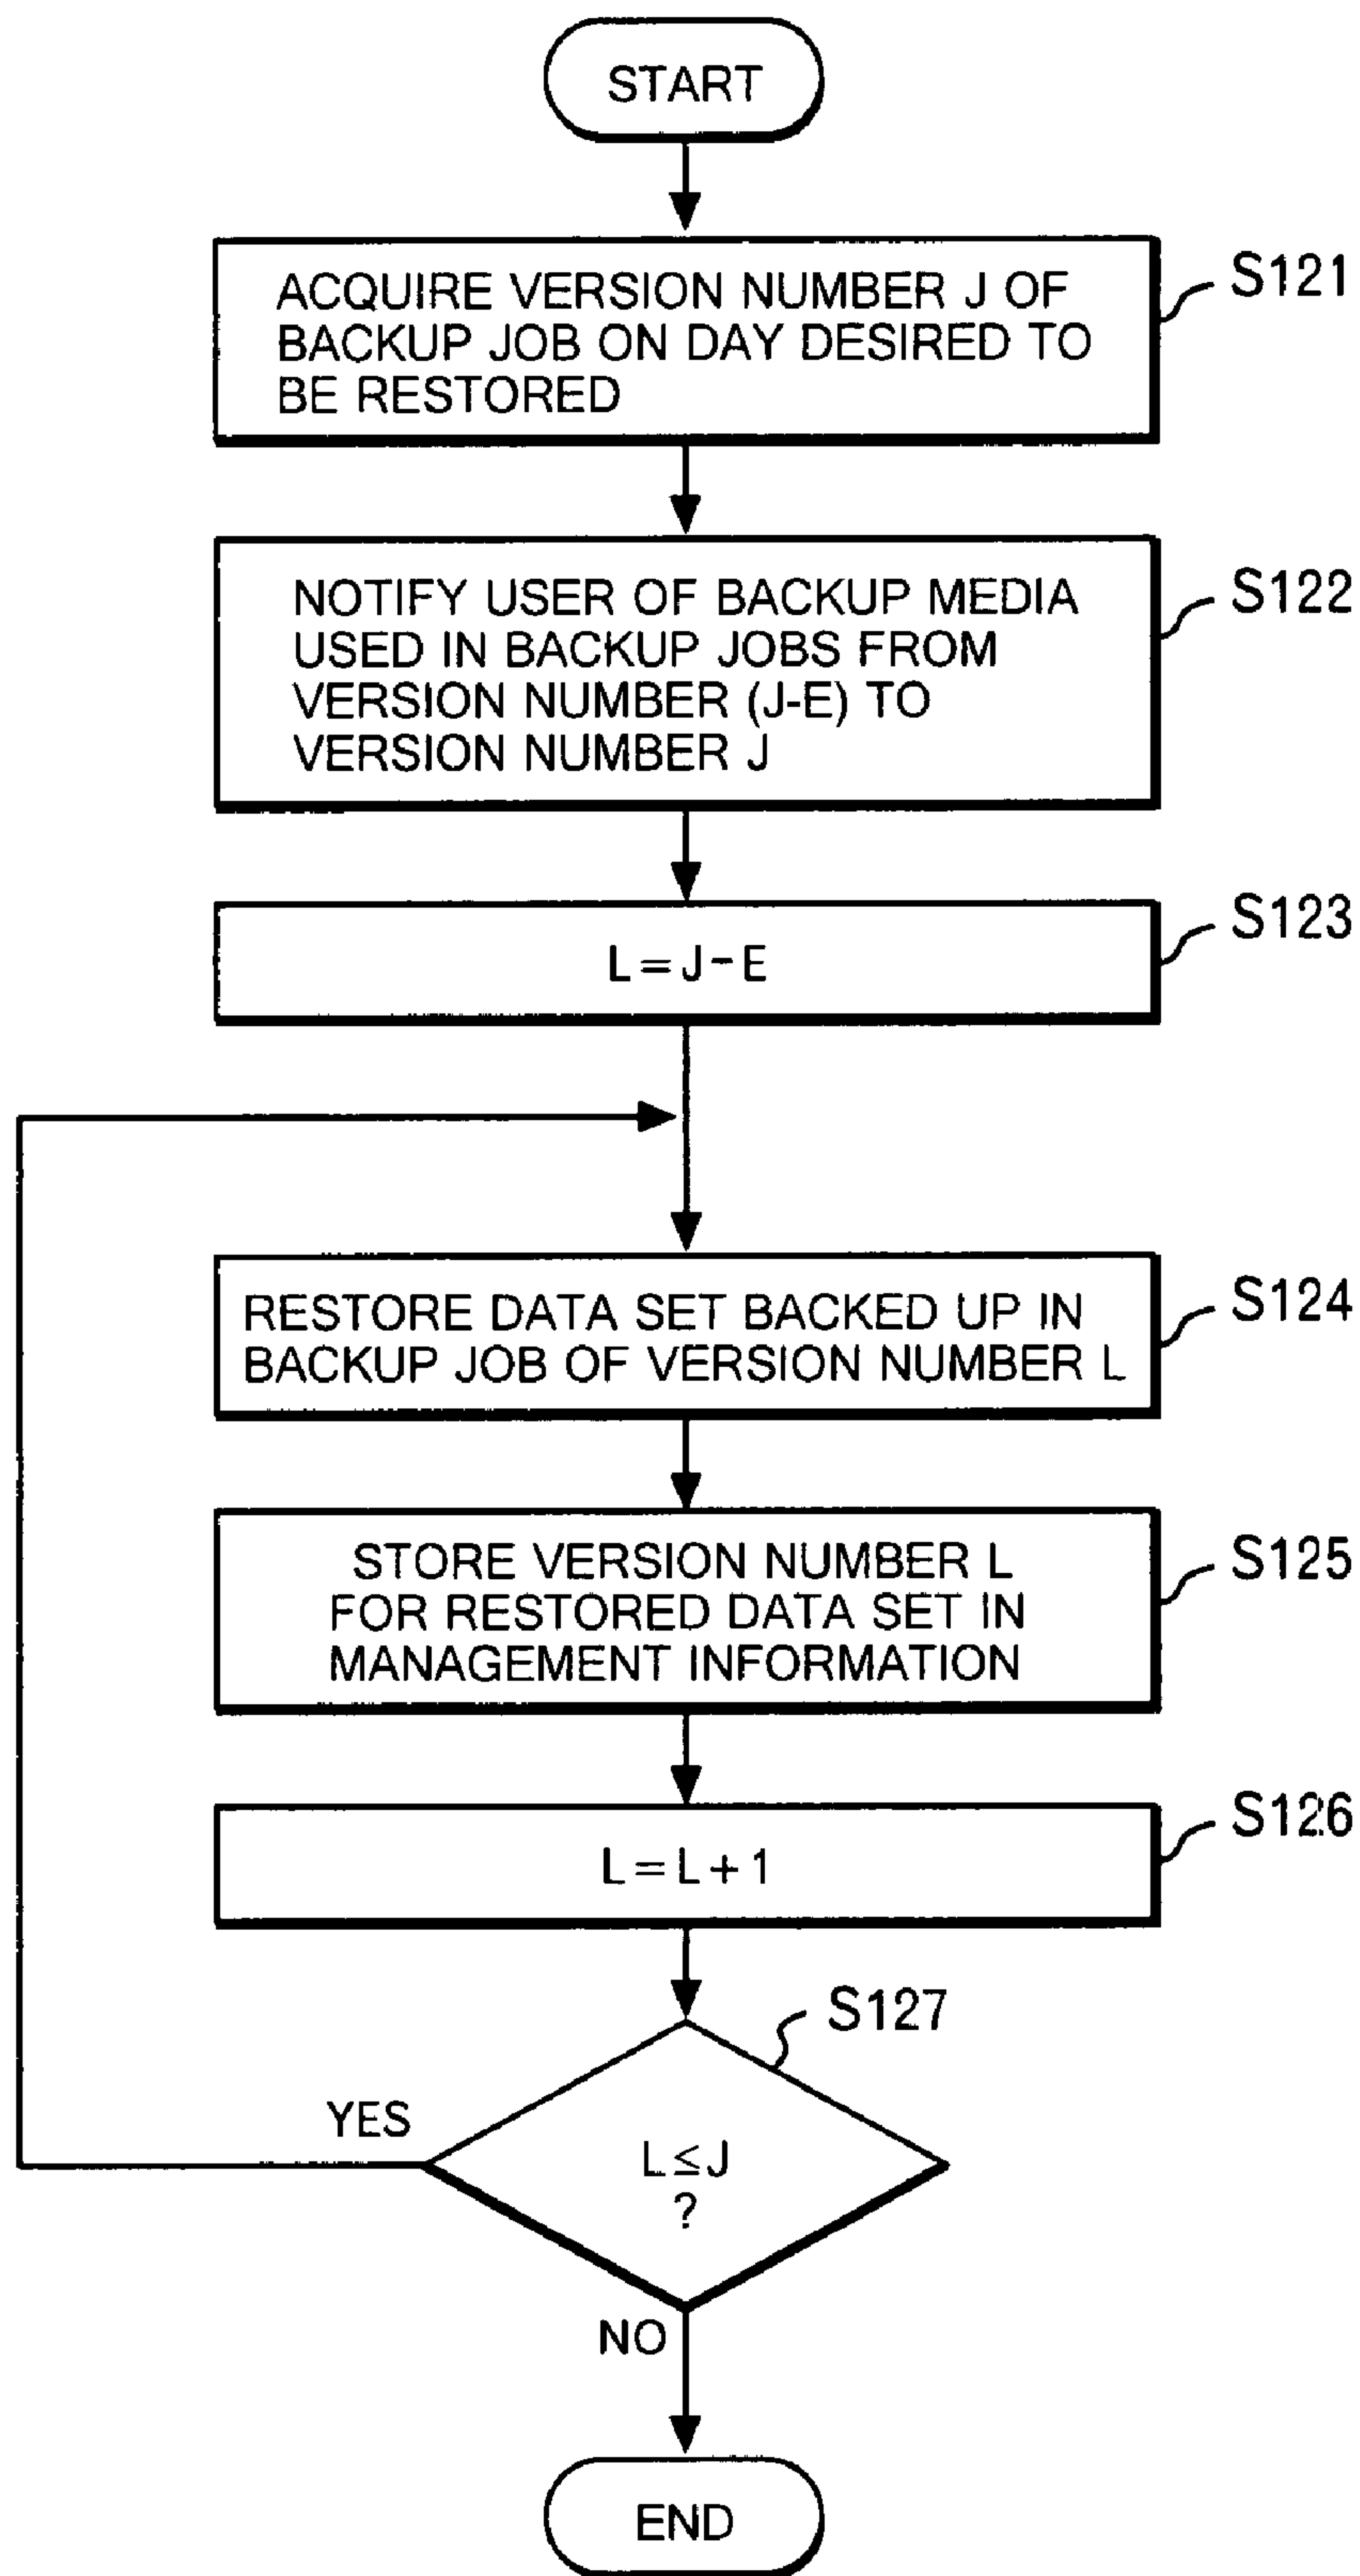 START
ACQUIRE VERSION NUMBER J OF
BACKUP JOB ON DAY DESIRED TO
BE RESTORED
S121
NOTIFY USER OF BACKUP MEDIA
USED IN BACKUP JOBS FROM
VERSION NUMBER (J-E) TO
VERSION NUMBER J
S122
L=J-E
S123
RESTORE DATA SET BACKED UP IN
BACKUP JOB OF VERSION NUMBER L
S124
STORE VERSION NUMBER L
FOR RESTORED DATA SET IN
MANAGEMENT INFORMATION
S125
L=L+1
S126
S127
YES
L≤J
?
NO
END